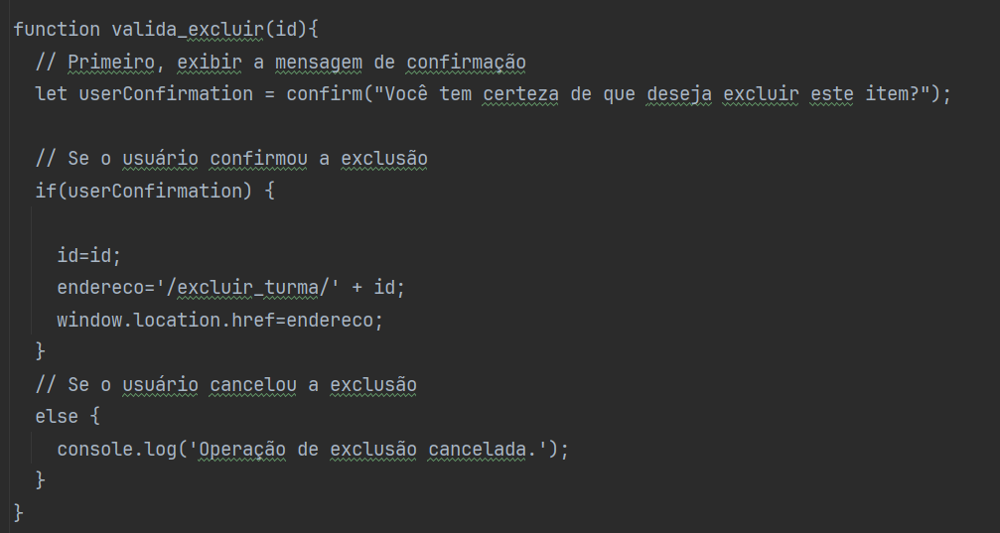 function valida_excluir(id){
// Primeiro, exibir a mensagem de confirmação
let userConfirmation = confirm("Você tem certeza de que deseja excluir este item?");
// Se o usuário confirmou a exclusão
if(userConfirmation) {
id=id;
endereco='/excluir_turma/' + id;
window.location.href=endereco;
}
// Se o usuário cancelou a exclusão
else {
console.log('Operação de exclusão cancelada.');
}
}